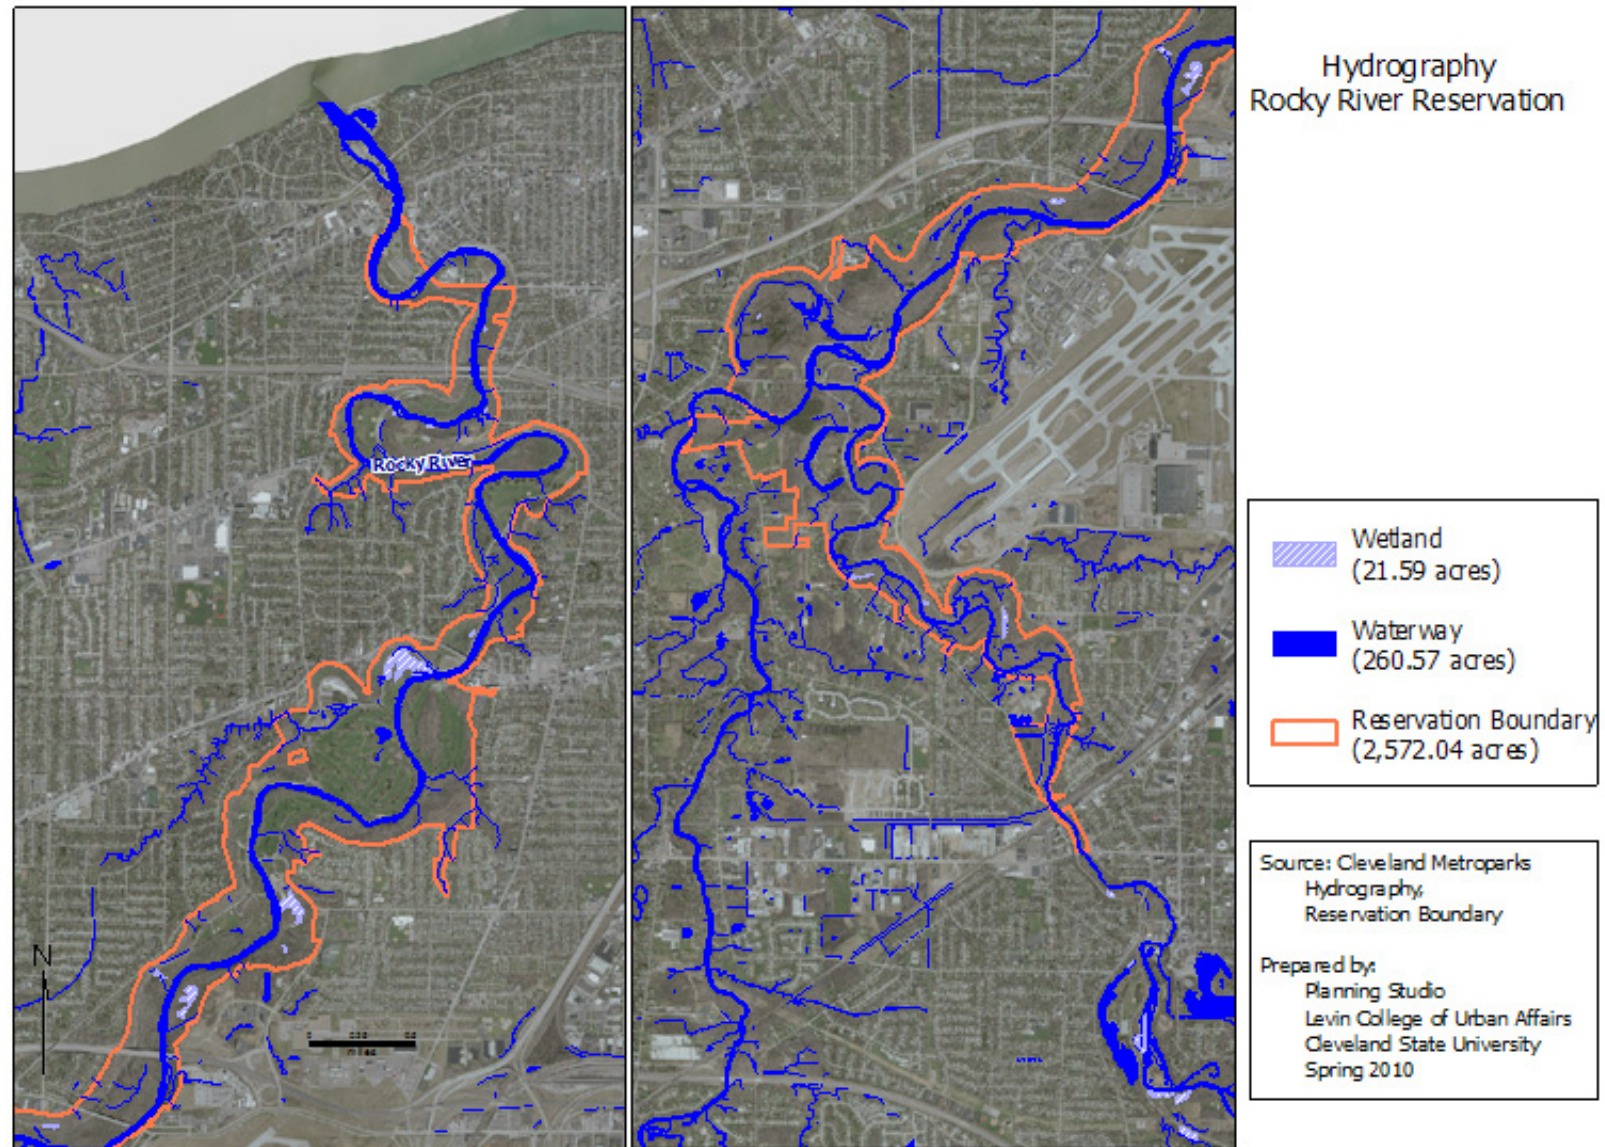 Hydrography
Rocky River Reservation
Rocky River
Wetland
(21.59 acres)
Waterway
(260.57 acres)
Reservation Boundary
(2,572.04 acres)
Source: Cleveland Metroparks
Hydrography,
Reservation Boundary
Prepared by:
Planning Studio
Levin College of Urban Affairs
Cleveland State University
Spring 2010
N